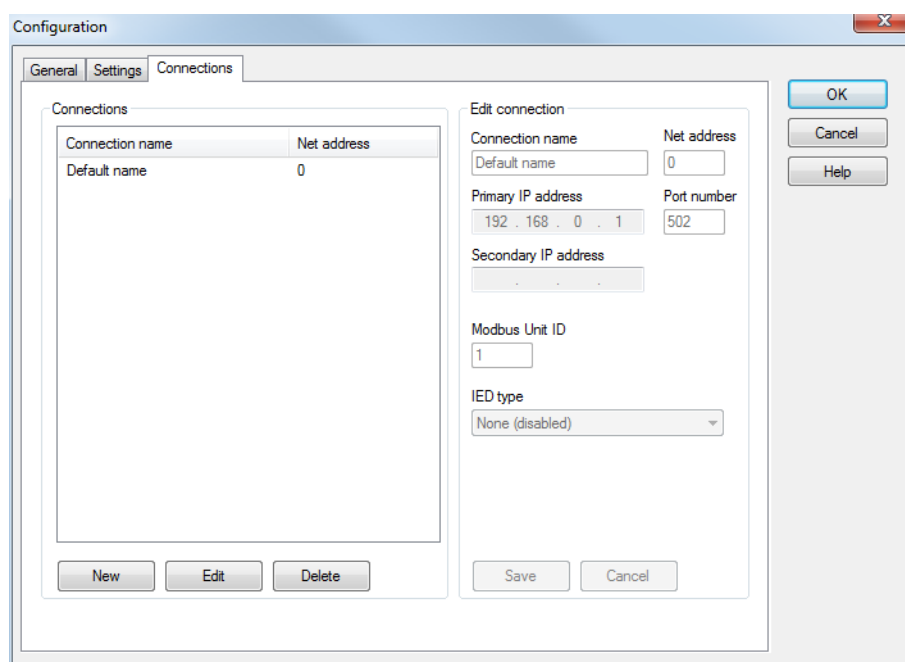 Configuration
General Settings Connections
Connections
Connection name Net address
Default name 0
New Edit Delete
Edit connection
Connection name Net address
Default name 0
Primary IP address Port number
192 . 168 . 0 . 1 502
Secondary IP address
. . .
Modbus Unit ID
1
IED type
None (disabled)
Save Cancel
OK
Cancel
Help